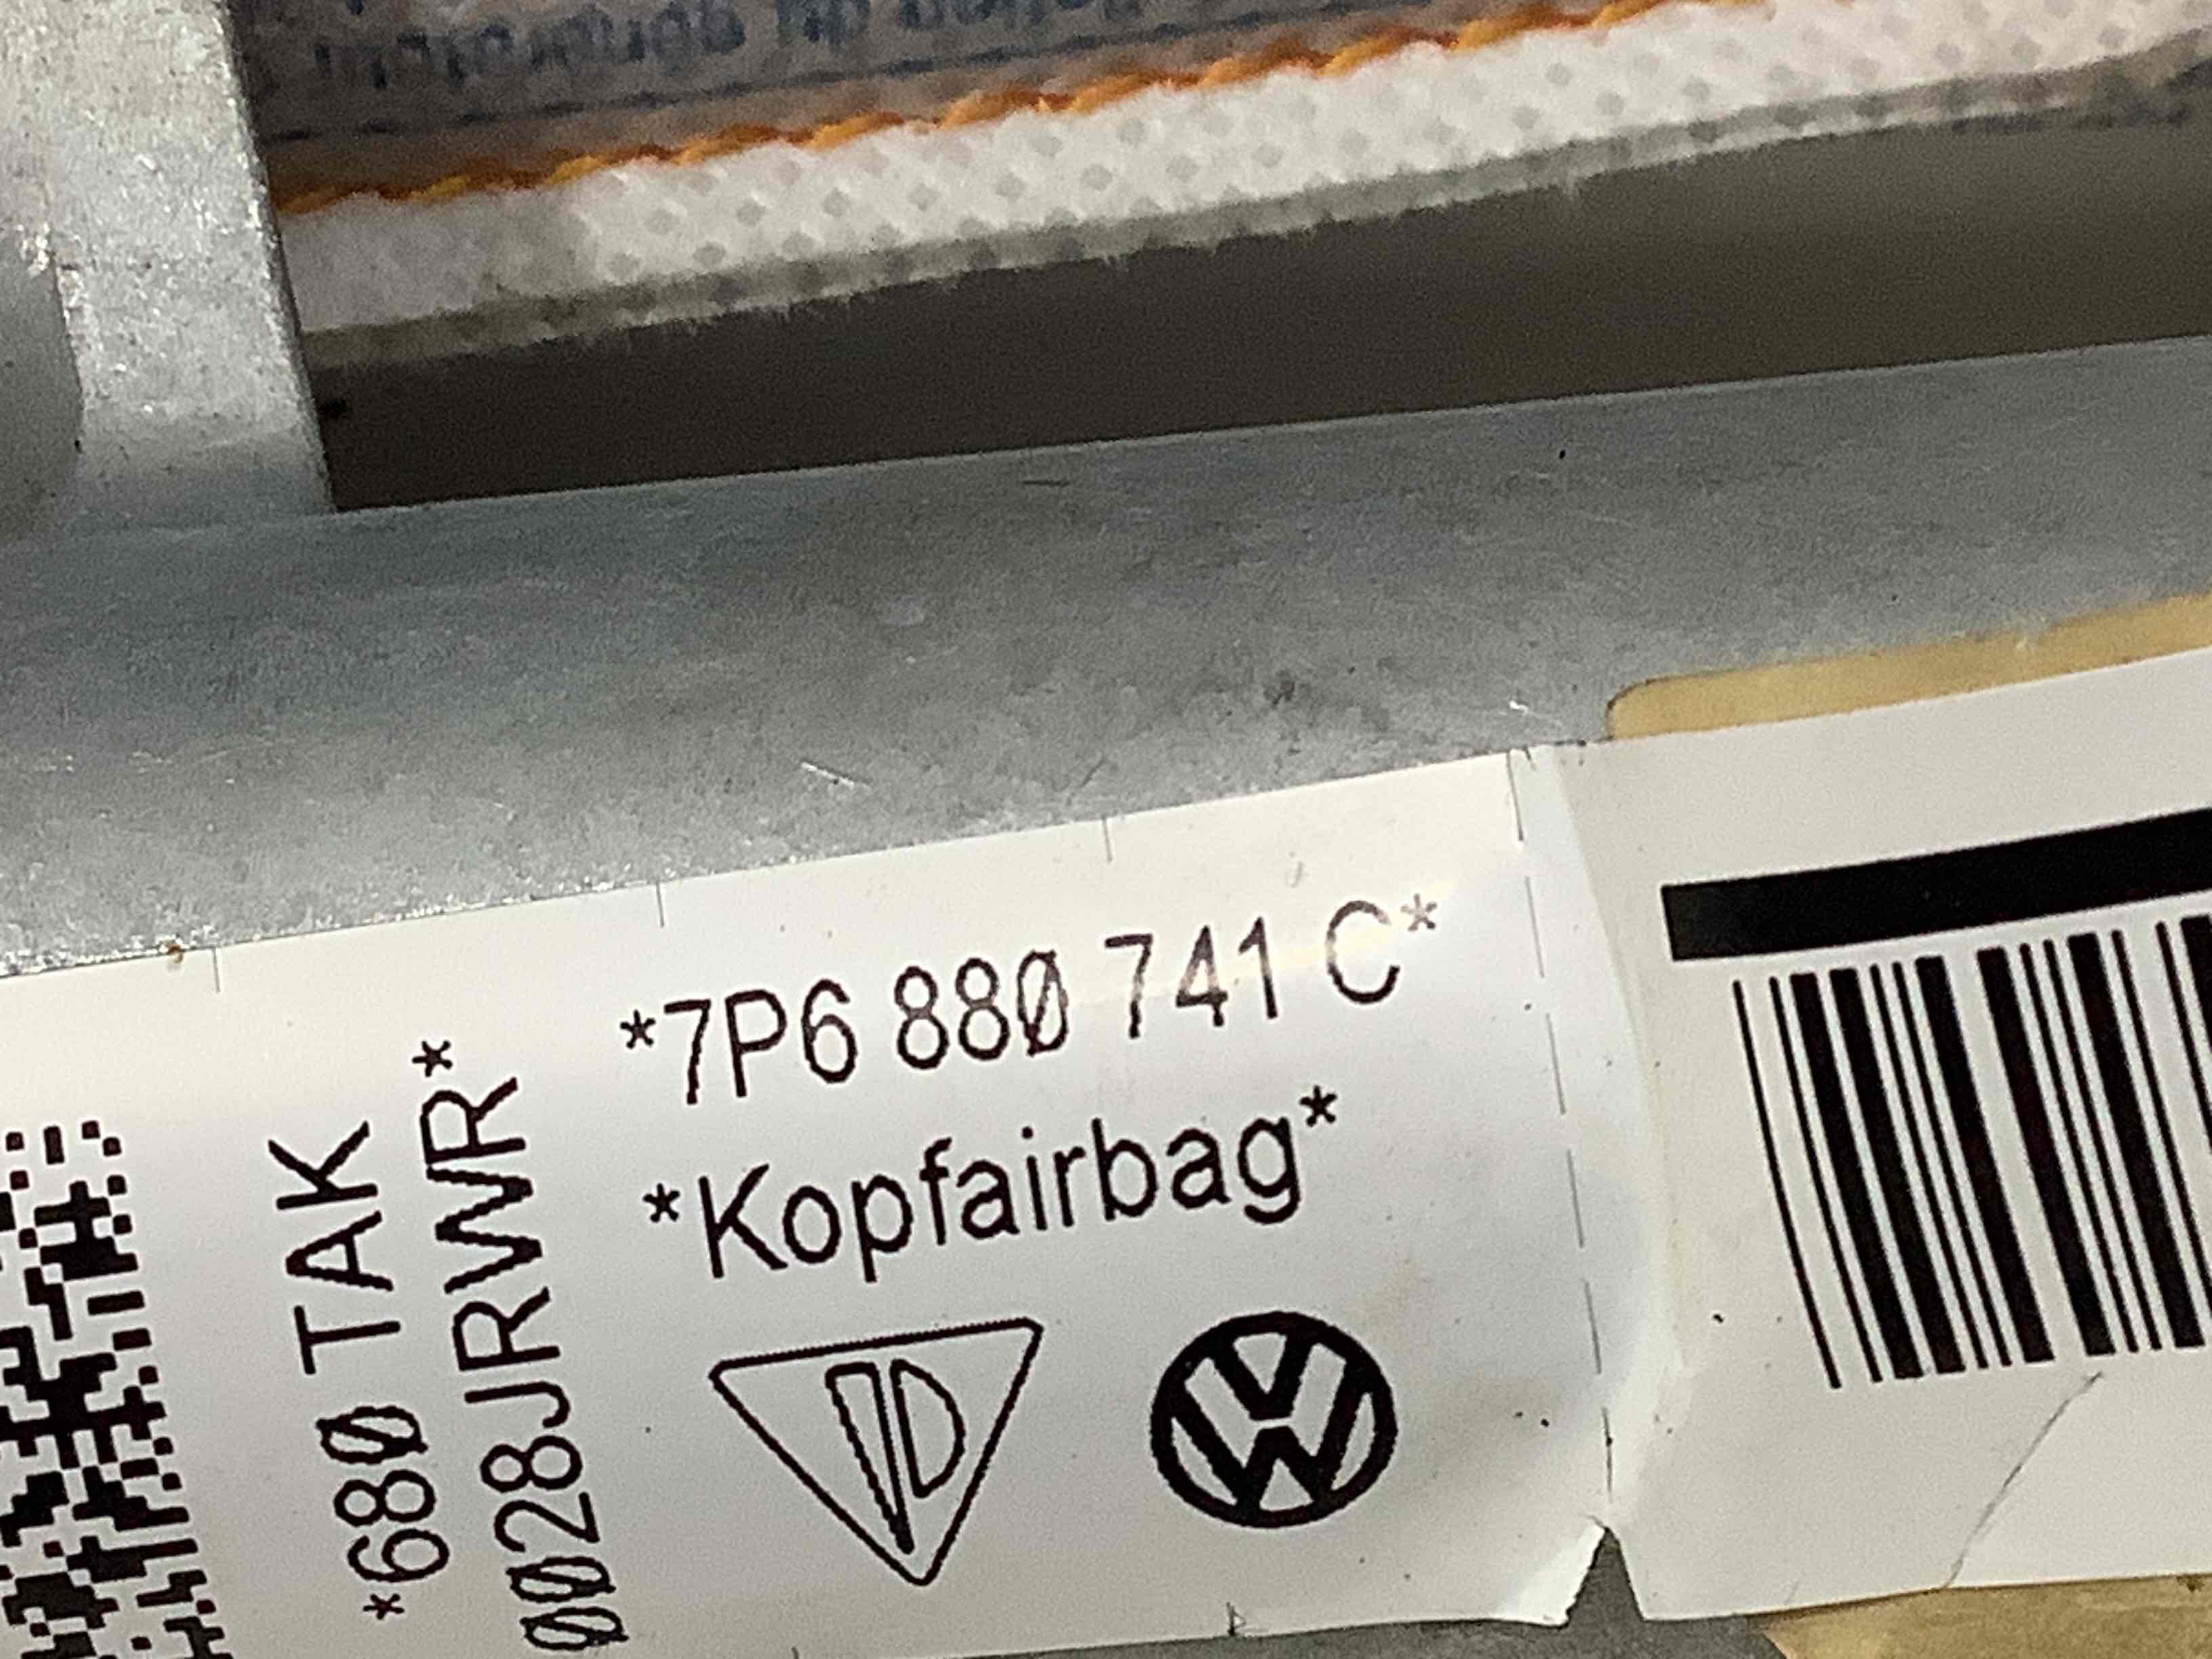 *7P6 880 741 C*
*Kopfairbag*
*680 TAK
0028JRWR*